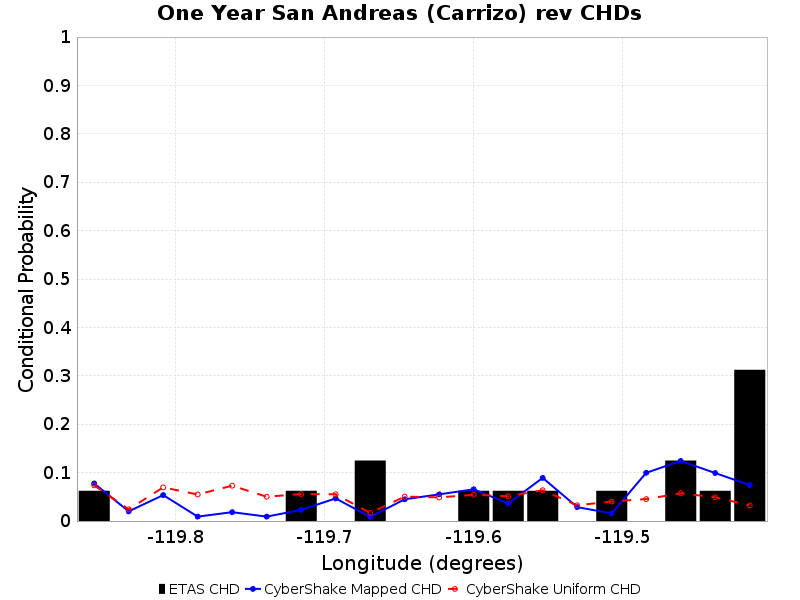 One Year San Andreas (Carrizo) rev CHDs
1
0.9
0.8
0.7
0.6
0.5
0.4
0.3
0.2
0.1
0
Conditional Probability
-119.8 -119.7 -119.6 -119.5
Longitude (degrees)
ETAS CHD CyberShake Mapped CHD CyberShake Uniform CHD